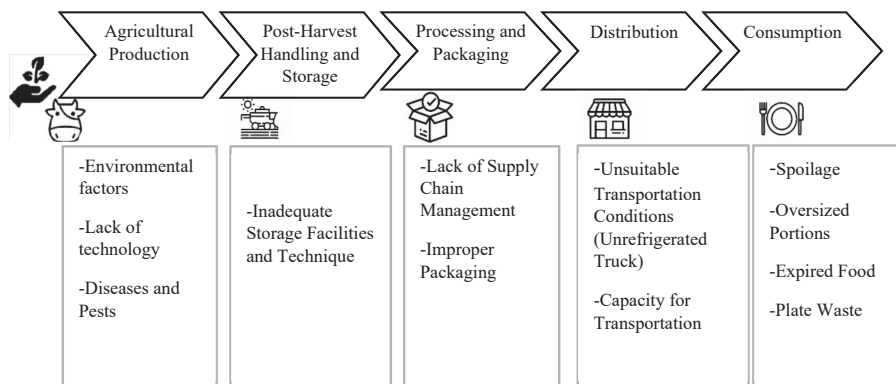 Agricultural
Production
Post-Harvest
Handling and
Storage
Processing and
Packaging
Distribution
Consumption
-Environmental
factors
-Lack of
technology
-Diseases and
Pests
-Inadequate
Storage Facilities
and Technique
-Lack of Supply
Chain
Management
-Improper
Packaging
-Unsuitable
Transportation
Conditions
(Unrefrigerated
Truck)
-Capacity for
Transportation
-Spoilage
-Oversized
Portions
-Expired Food
-Plate Waste